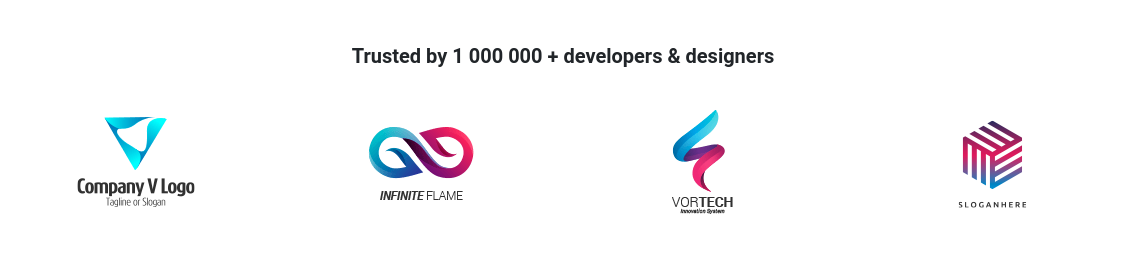 Trusted by 1 000 000 + developers & designers
Company V Logo
Tagline or Slogan
INFINITE FLAME
VORTECH
Innovation System
SLOGANHERE